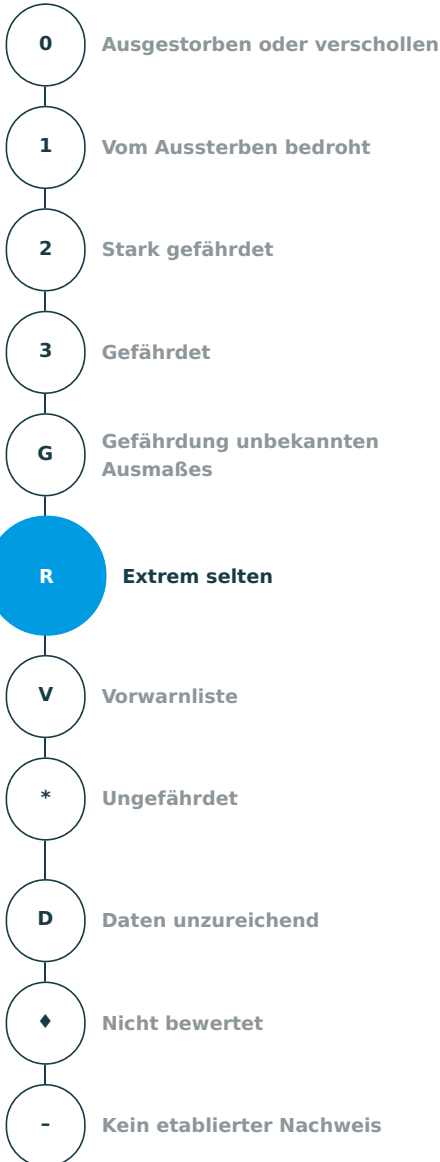 0 Ausgestorben oder verschollen
1 Vom Aussterben bedroht
2 Stark gefährdet
3 Gefährdet
G Gefährdung unbekannten
Ausmaßes
R Extrem selten
V Vorwarnliste
* Ungefährdet
D Daten unzureichend
♦ Nicht bewertet
– Kein etablierter Nachweis